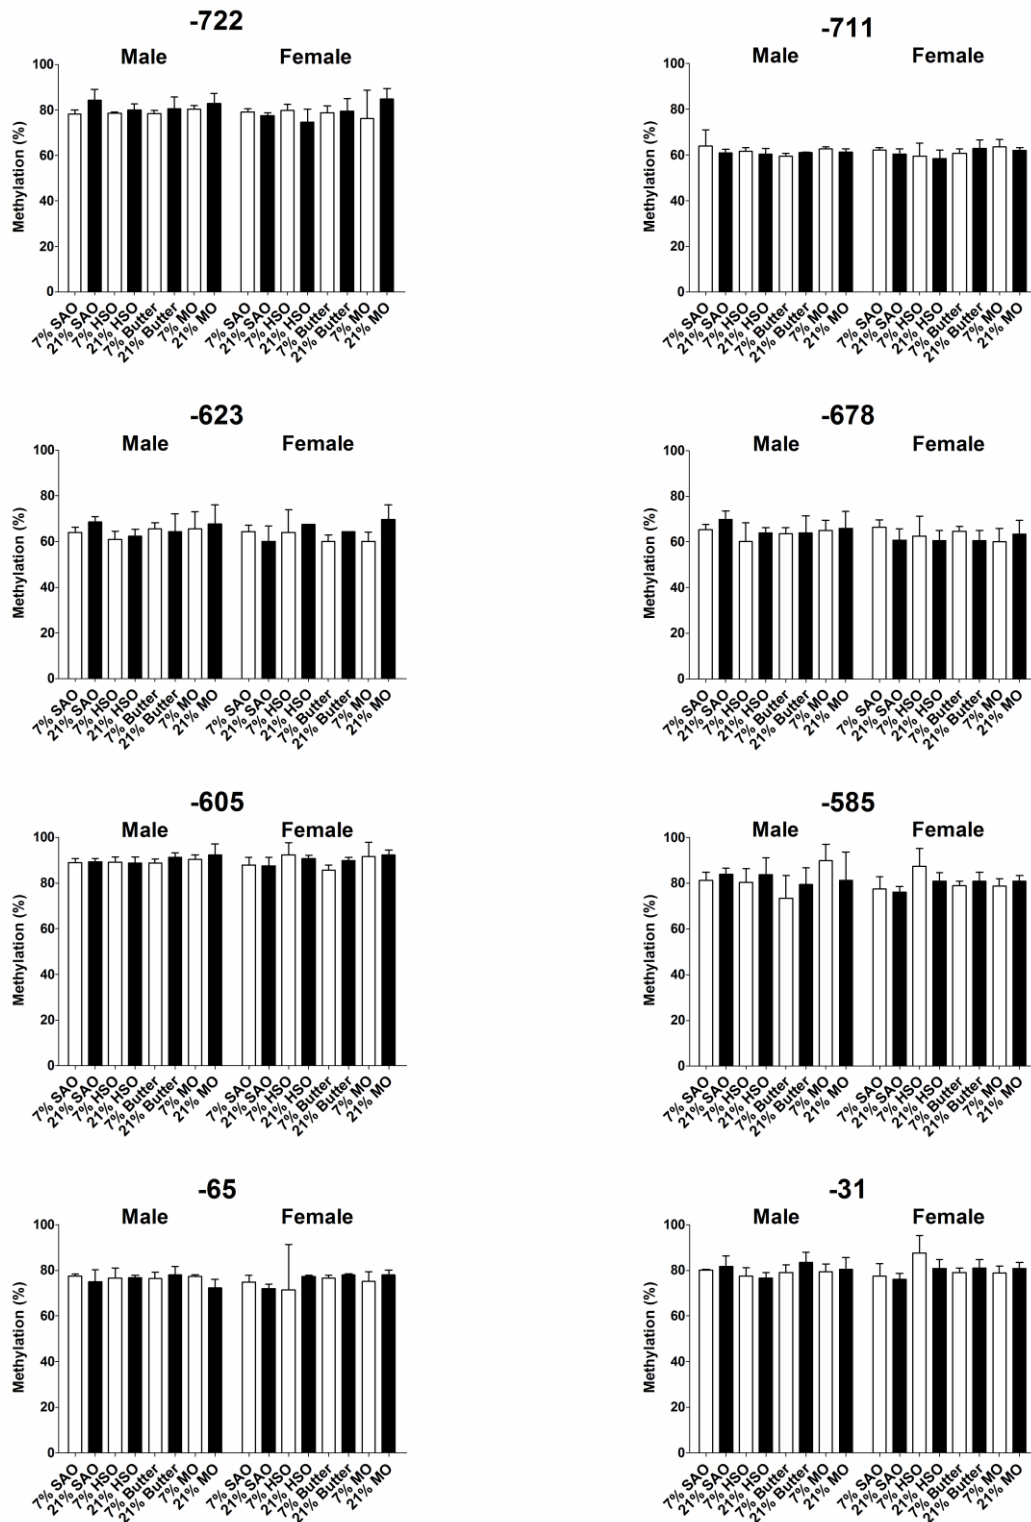 -722
Male Female
Methylation (%)
100
80
60
40
20
0
7% SAO
21% SAO
7% HSO
21% HSO
7% Butter
21% Butter
7% MO
21% MO
7% SAO
21% SAO
7% HSO
21% HSO
7% Butter
21% Butter
7% MO
21% MO
-711
Male Female
Methylation (%)
100
80
60
40
20
0
7% SAO
21% SAO
7% HSO
21% HSO
7% Butter
21% Butter
7% MO
21% MO
7% SAO
21% SAO
7% HSO
21% HSO
7% Butter
21% Butter
7% MO
21% MO
-623
Male Female
Methylation (%)
100
80
60
40
20
0
7% SAO
21% SAO
7% HSO
21% HSO
7% Butter
21% Butter
7% MO
21% MO
7% SAO
21% SAO
7% HSO
21% HSO
7% Butter
21% Butter
7% MO
21% MO
-678
Male Female
Methylation (%)
100
80
60
40
20
0
7% SAO
21% SAO
7% HSO
21% HSO
7% Butter
21% Butter
7% MO
21% MO
7% SAO
21% SAO
7% HSO
21% HSO
7% Butter
21% Butter
7% MO
21% MO
-605
Male Female
Methylation (%)
100
80
60
40
20
0
7% SAO
21% SAO
7% HSO
21% HSO
7% Butter
21% Butter
7% MO
21% MO
7% SAO
21% SAO
7% HSO
21% HSO
7% Butter
21% Butter
7% MO
21% MO
-585
Male Female
Methylation (%)
100
80
60
40
20
0
7% SAO
21% SAO
7% HSO
21% HSO
7% Butter
21% Butter
7% MO
21% MO
7% SAO
21% SAO
7% HSO
21% HSO
7% Butter
21% Butter
7% MO
21% MO
-65
Male Female
Methylation (%)
100
80
60
40
20
0
7% SAO
21% SAO
7% HSO
21% HSO
7% Butter
21% Butter
7% MO
21% MO
7% SAO
21% SAO
7% HSO
21% HSO
7% Butter
21% Butter
7% MO
21% MO
-31
Male Female
Methylation (%)
100
80
60
40
20
0
7% SAO
21% SAO
7% HSO
21% HSO
7% Butter
21% Butter
7% MO
21% MO
7% SAO
21% SAO
7% HSO
21% HSO
7% Butter
21% Butter
7% MO
21% MO